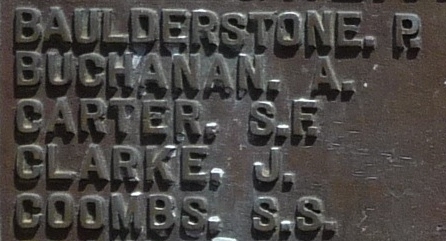 BAULDERSTONE. P.
BUCHANAN. A.
CARTER. S.F.
CLARKE. J.
COOMBS. S.S.